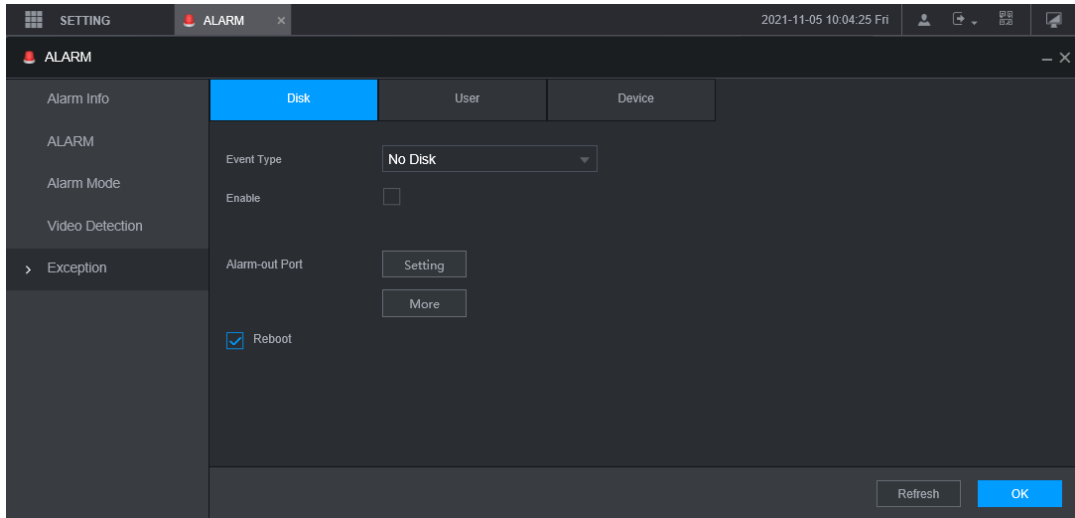 SETTING ALARM × 2021-11-05 10:04:25 Fri
ALARM
Alarm Info
ALARM
Alarm Mode
Video Detection
Exception
Disk User Device
Event Type No Disk
Enable
Alarm-out Port Setting
More
Reboot
Refresh OK